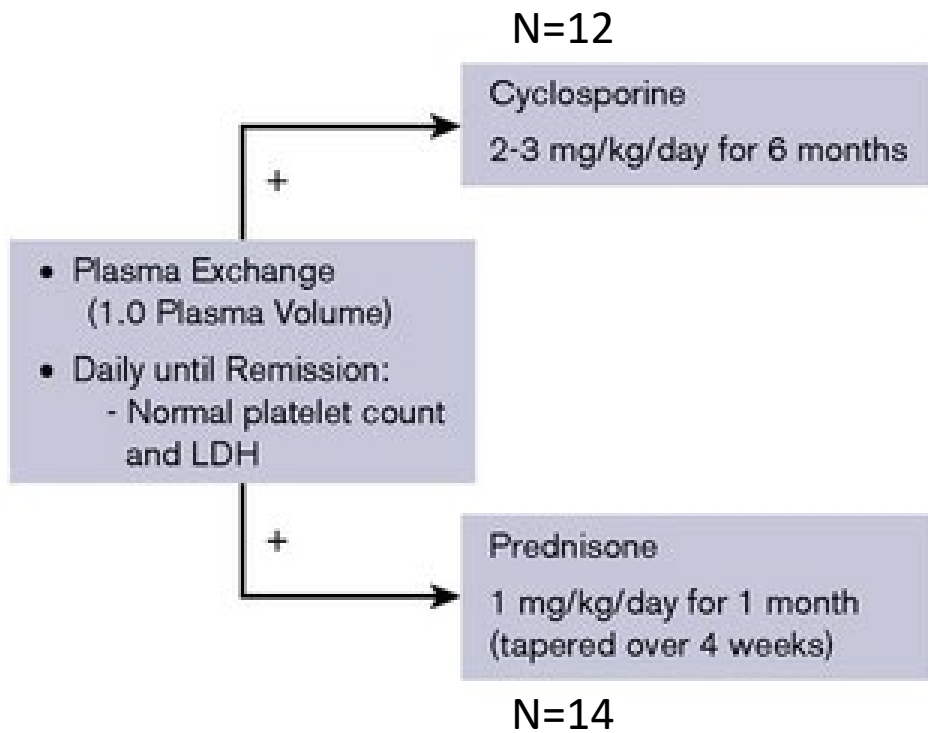 N=12
Cyclosporine
2-3 mg/kg/day for 6 months
+
• Plasma Exchange
(1.0 Plasma Volume)
• Daily until Remission:
- Normal platelet count
and LDH
+
Prednisone
1 mg/kg/day for 1 month
(tapered over 4 weeks)
N=14